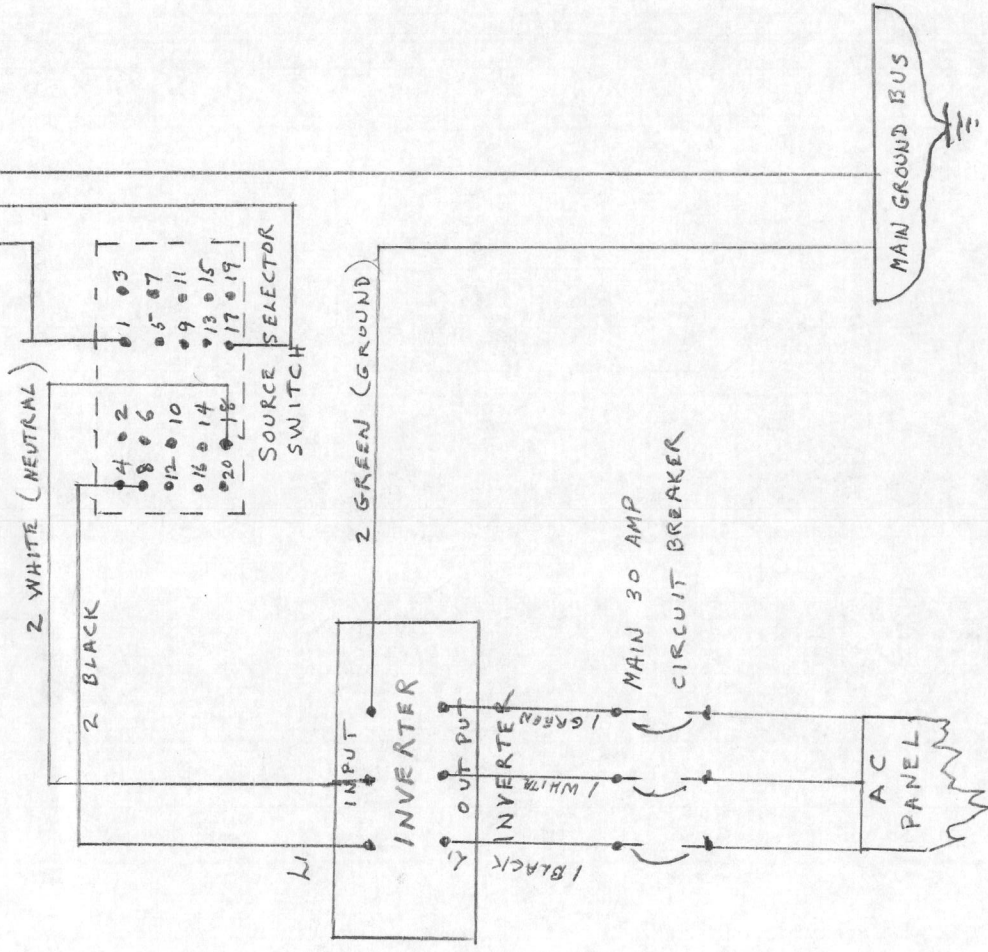 2 WHITE (NEUTRAL)
2 BLACK
4 2
8 6
12 10
16 14
20 18
1 3
5 7
9 11
13 15
17 19
SOURCE SELECTOR
SWITCH
2 GREEN (GROUND)
L1
INPUT
INVERTER
OUTPUT
INVERTER
1 BLACK L1
1 WHITE
1 GREEN
MAIN 30 AMP
CIRCUIT BREAKER
AC
PANEL
MAIN GROUND BUS